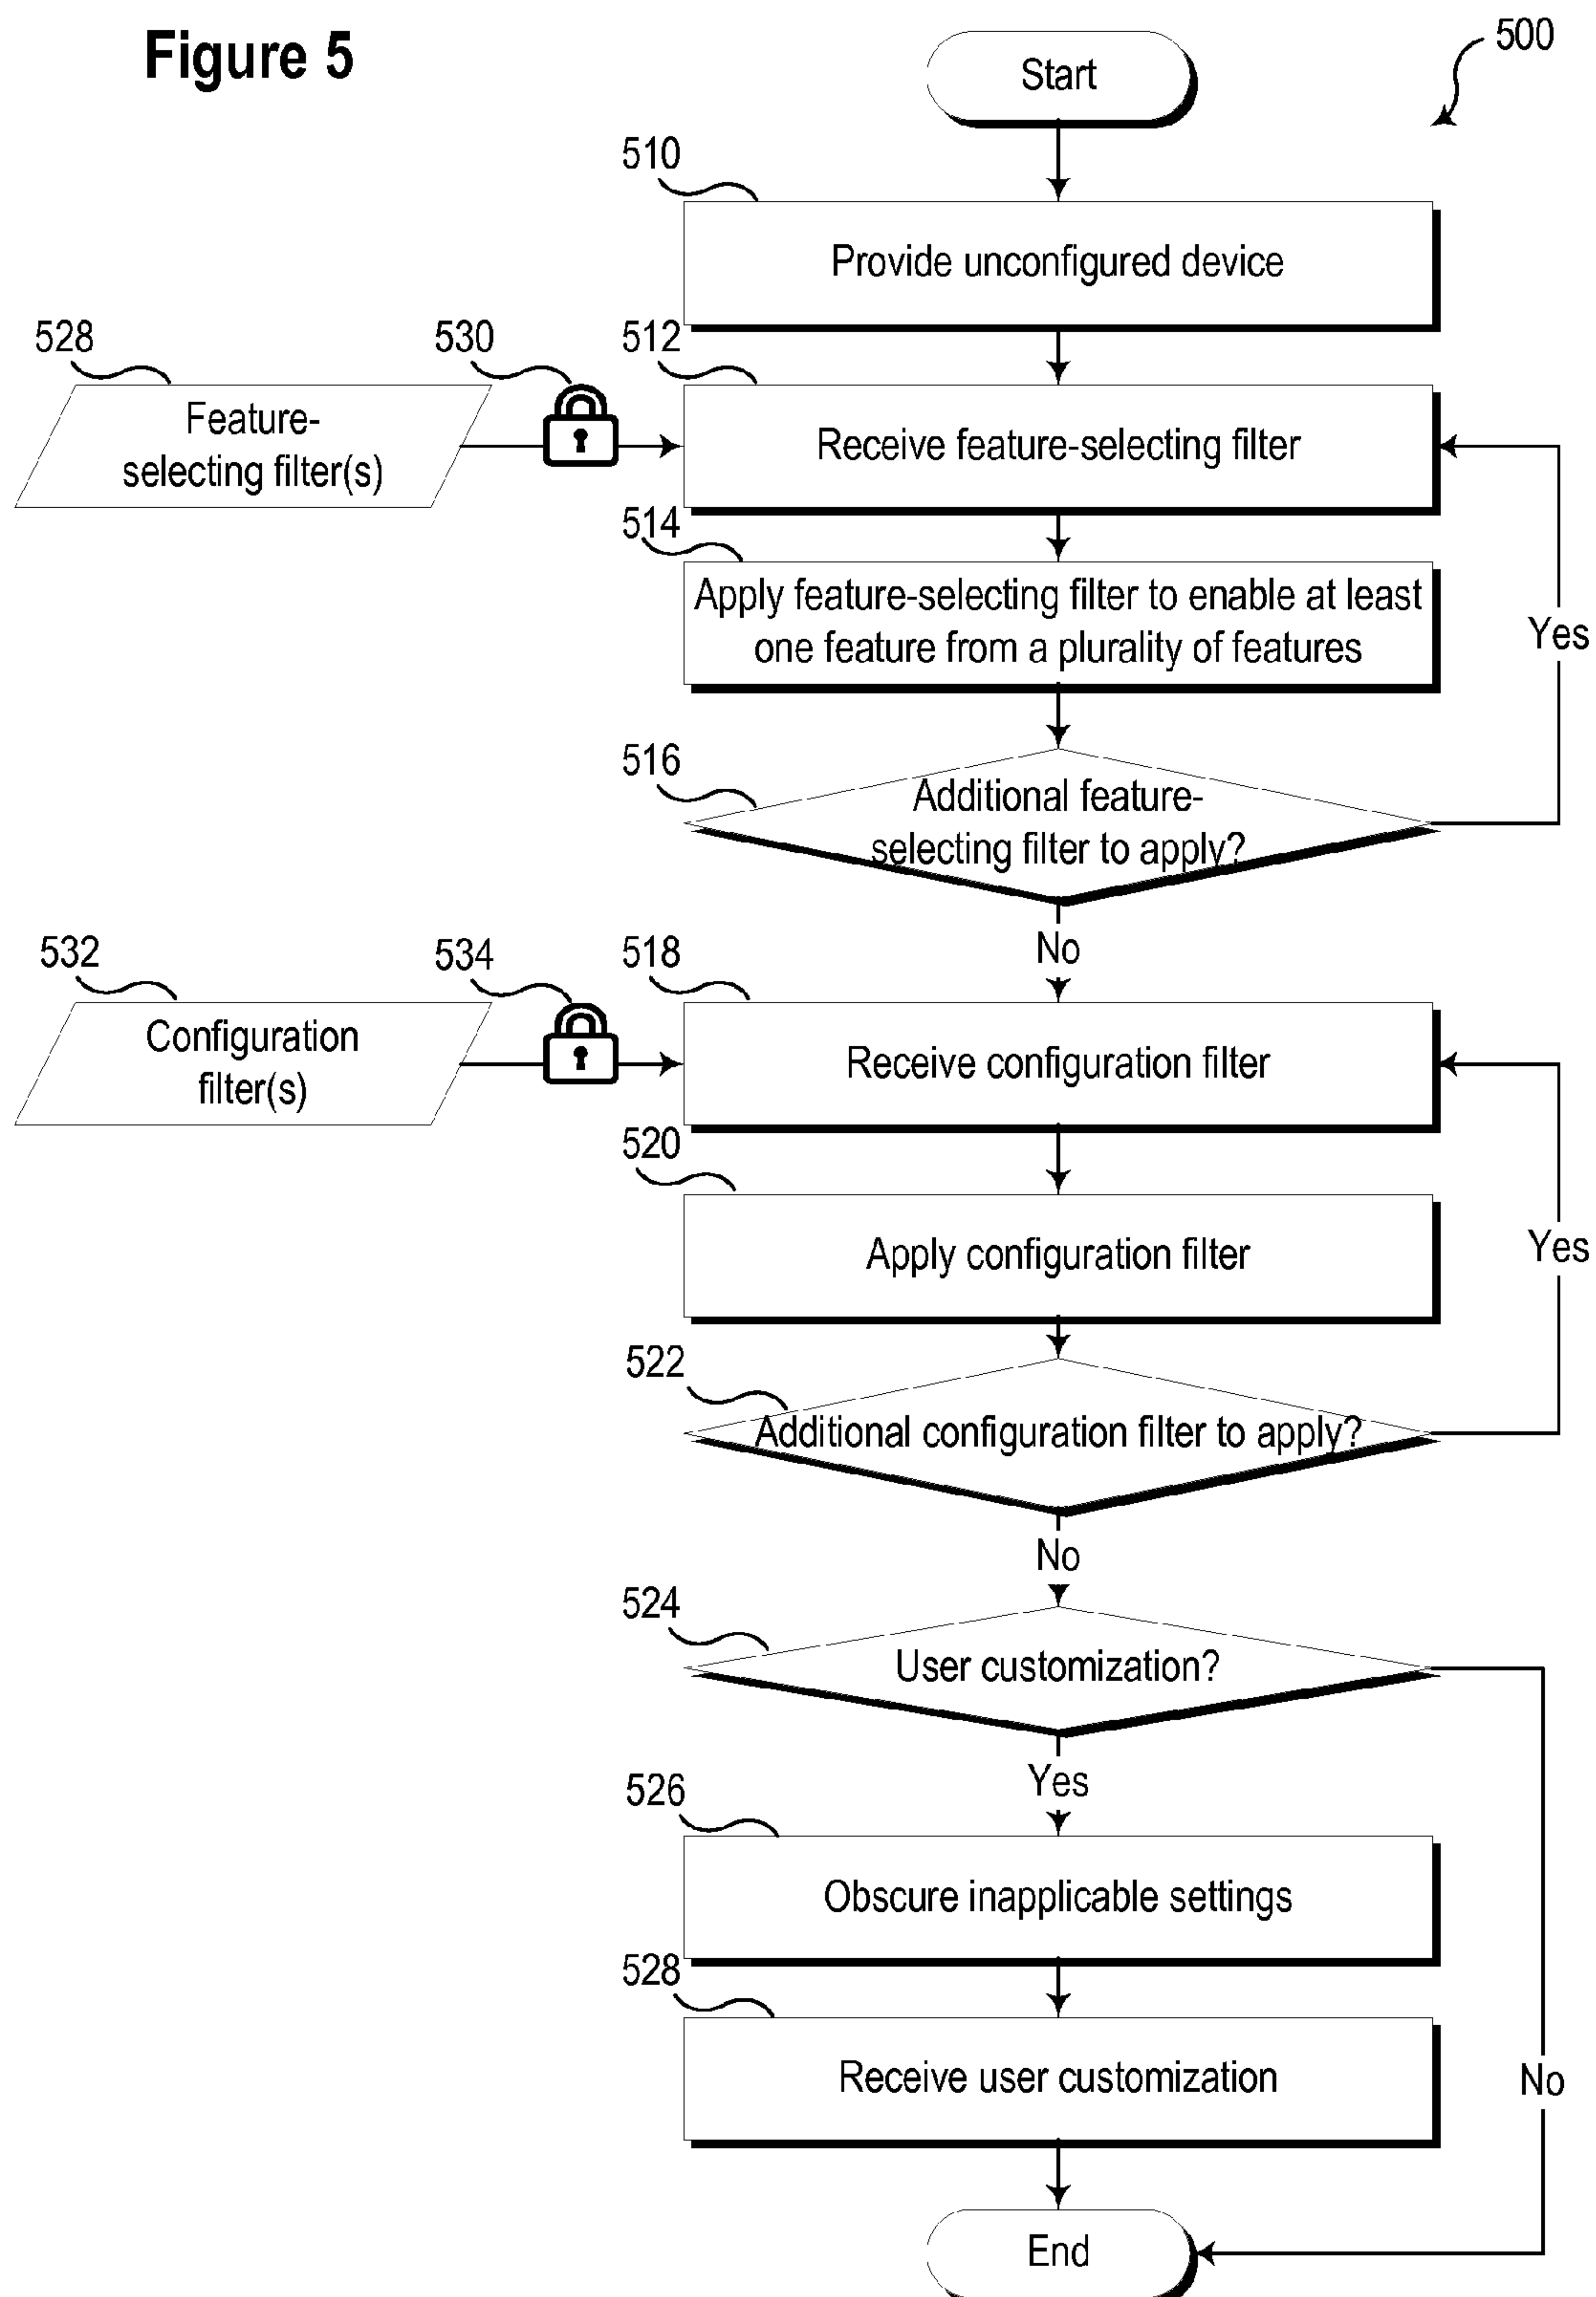 Figure 5
500
Start
510
Provide unconfigured device
528
530
512
Feature-
selecting filter(s)
Receive feature-selecting filter
514
Apply feature-selecting filter to enable at least
one feature from a plurality of features
Yes
516
Additional feature-
selecting filter to apply?
No
532
534
518
Configuration
filter(s)
Receive configuration filter
520
Apply configuration filter
Yes
522
Additional configuration filter to apply?
No
524
User customization?
Yes
526
Obscure inapplicable settings
528
Receive user customization
No
End